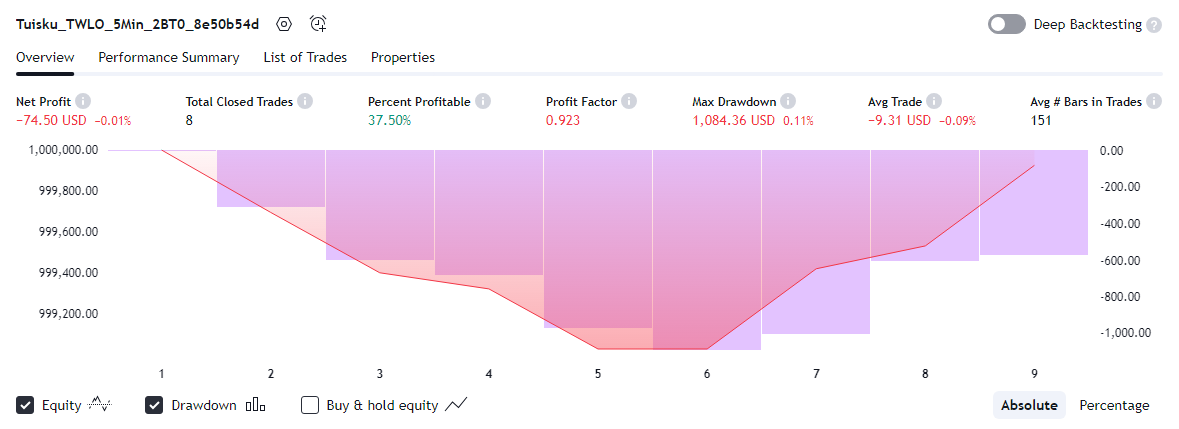 Tuisku_TWLO_5Min_2BT0_8e50b54d
Deep Backtesting ?
Overview Performance Summary List of Trades Properties
Net Profit Total Closed Trades Percent Profitable Profit Factor Max Drawdown Avg Trade Avg # Bars in Trades
−74.50 USD −0.01% 8 37.50% 0.923 1,084.36 USD 0.11% −9.31 USD −0.09% 151
1,000,000.00 0.00
999,800.00 -200.00
999,600.00 -400.00
999,400.00 -600.00
999,200.00 -800.00
-1,000.00
1 2 3 4 5 6 7 8 9
Equity Drawdown Buy & hold equity Absolute Percentage